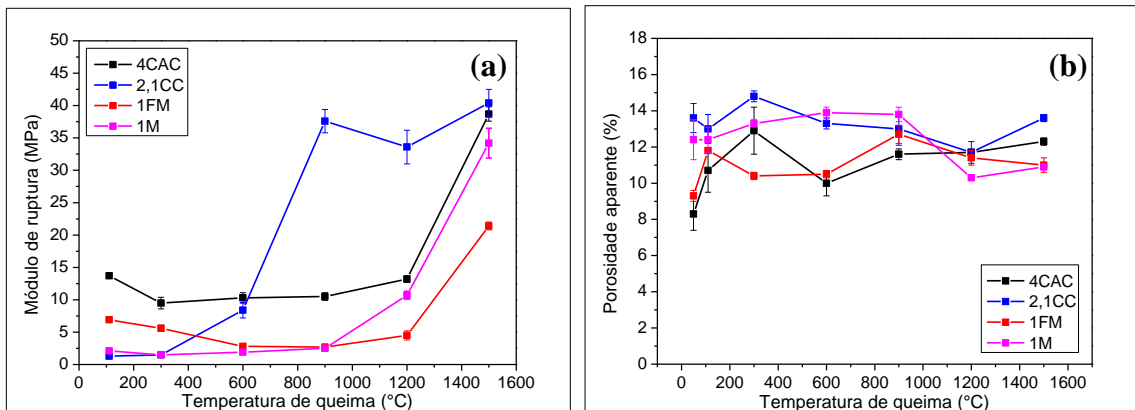 (a)
4CAC
2,1CC
1FM
1M
Módulo de ruptura (MPa)
50
45
40
35
30
25
20
15
10
5
0
0 200 400 600 800 1000 1200 1400 1600
Temperatura de queima (°C)
(b)
Porosidade aparente (%)
18
16
14
12
10
8
6
4
2
0
4CAC
2,1CC
1FM
1M
0 200 400 600 800 1000 1200 1400 1600
Temperatura de queima (°C)